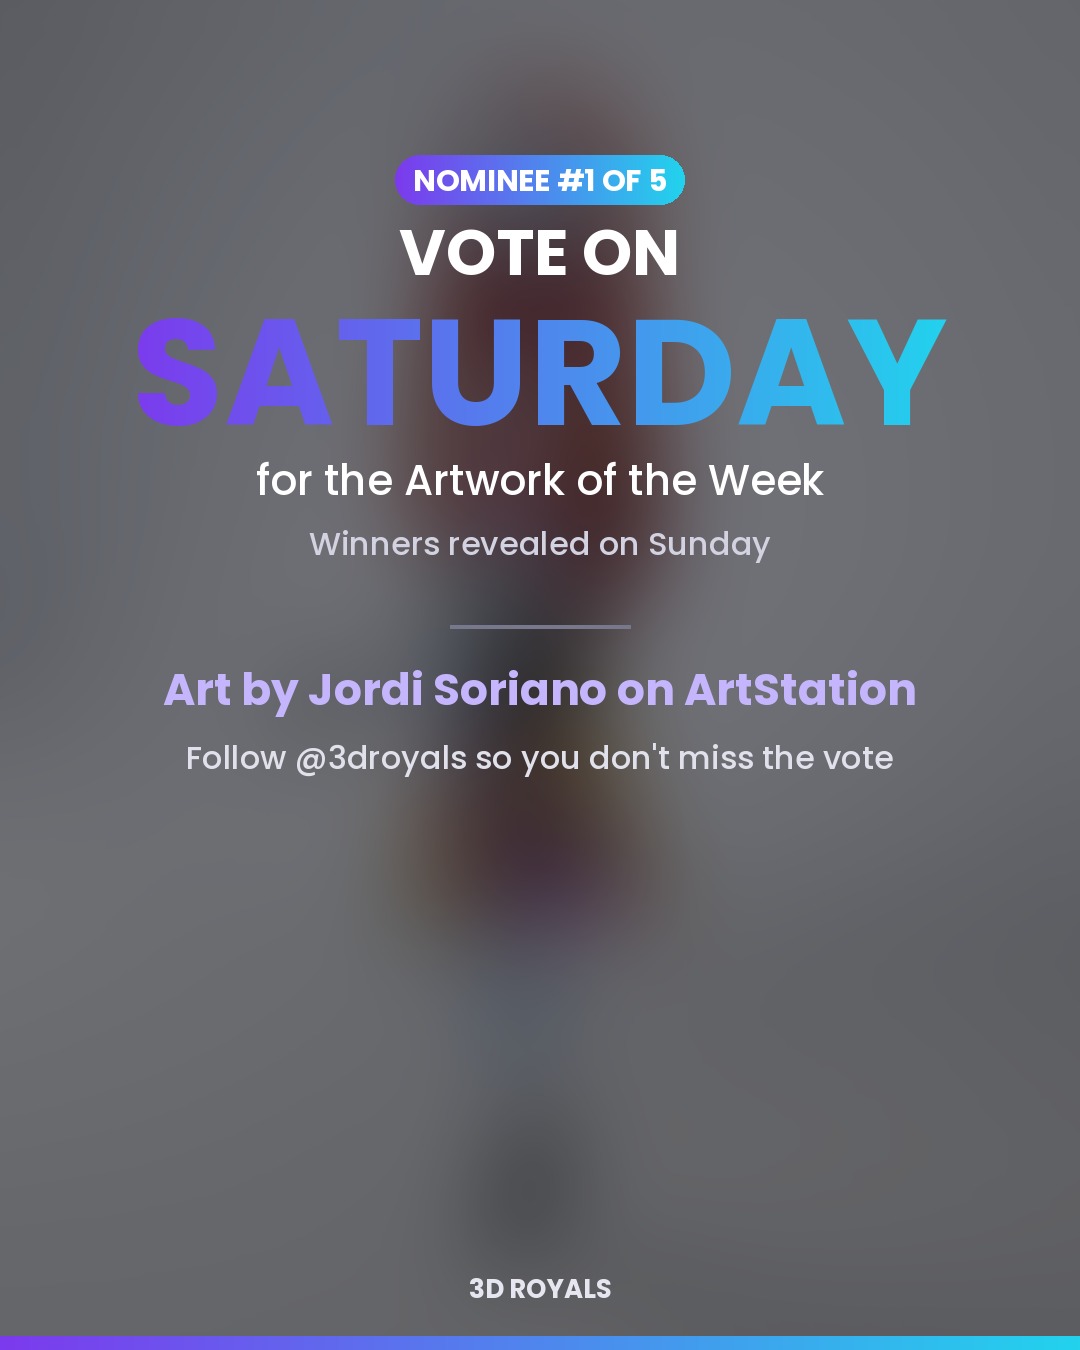 NOMINEE #1 OF 5
VOTE ON
SATURDAY
for the Artwork of the Week
Winners revealed on Sunday
Art by Jordi Soriano on ArtStation
Follow @3droyals so you don't miss the vote
3D ROYALS